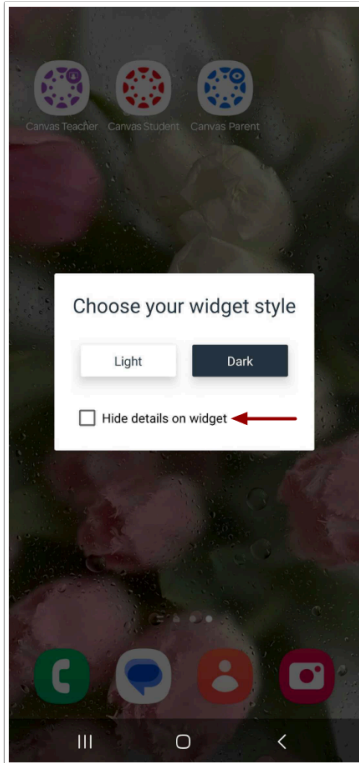 Canvas Teacher Canvas Student Canvas Parent
Choose your widget style
Light Dark
Hide details on widget